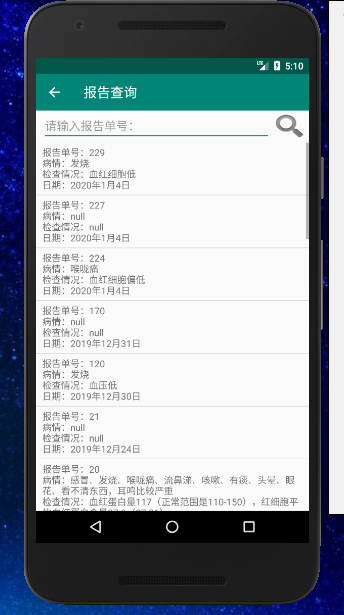 5:10
报告查询
请输入报告单号：
报告单号：229
病情：发烧
检查情况：血红细胞低
日期：2020年1月4日
报告单号：227
病情：null
检查情况：null
日期：2020年1月4日
报告单号：224
病情：喉咙痛
检查情况：血红细胞偏低
日期：2020年1月4日
报告单号：170
病情：null
检查情况：null
日期：2019年12月31日
报告单号：120
病情：发烧
检查情况：血压低
日期：2019年12月30日
报告单号：21
病情：null
检查情况：null
日期：2019年12月24日
报告单号：20
病情：感冒、发烧、喉咙痛、流鼻涕、咳嗽、有痰、头晕、眼
花、看不清东西，耳鸣比较严重
检查情况：血红蛋白量117（正常范围是110-150），红细胞平